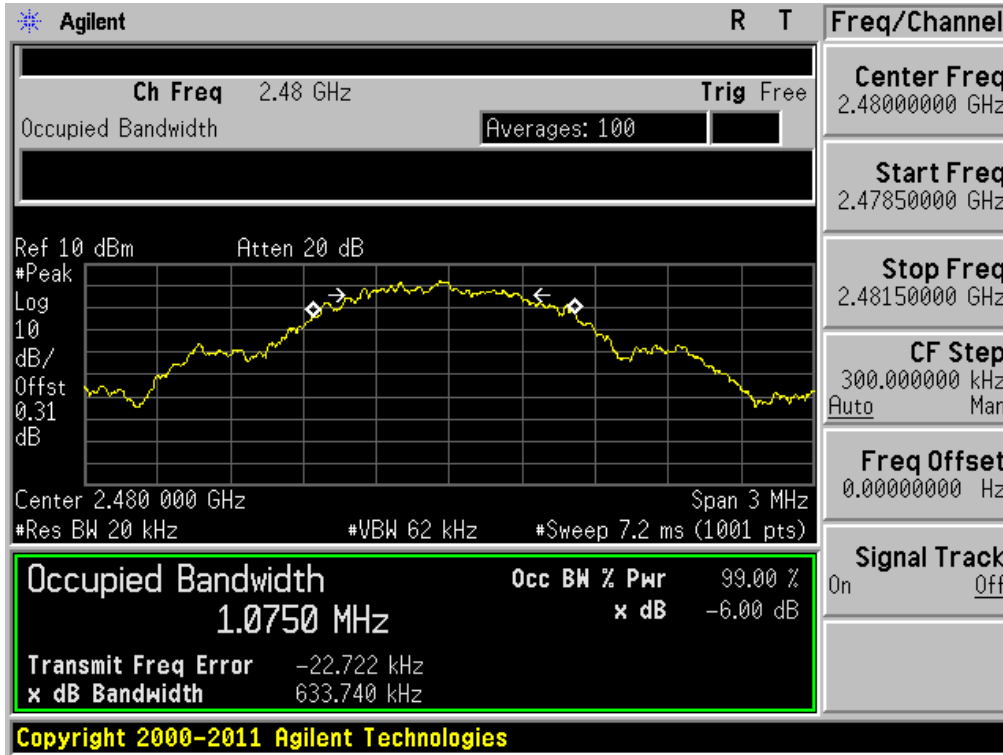 Agilent R T
Ch Freq 2.48 GHz Trig Free
Occupied Bandwidth Averages: 100
Ref 10 dBm Atten 20 dB
#Peak
Log
10
dB/
Offst
0.31
dB
Center 2.480 000 GHz Span 3 MHz
#Res BW 20 kHz #VBW 62 kHz #Sweep 7.2 ms (1001 pts)
Occupied Bandwidth Occ BW % Pwr 99.00 %
1.0750 MHz x dB -6.00 dB
Transmit Freq Error -22.722 kHz
x dB Bandwidth 633.740 kHz
Copyright 2000-2011 Agilent Technologies
Freq/Channel
Center Freq
2.48000000 GHz
Start Freq
2.47850000 GHz
Stop Freq
2.48150000 GHz
CF Step
300.000000 kHz
Auto Man
Freq Offset
0.00000000 Hz
Signal Track
On Off